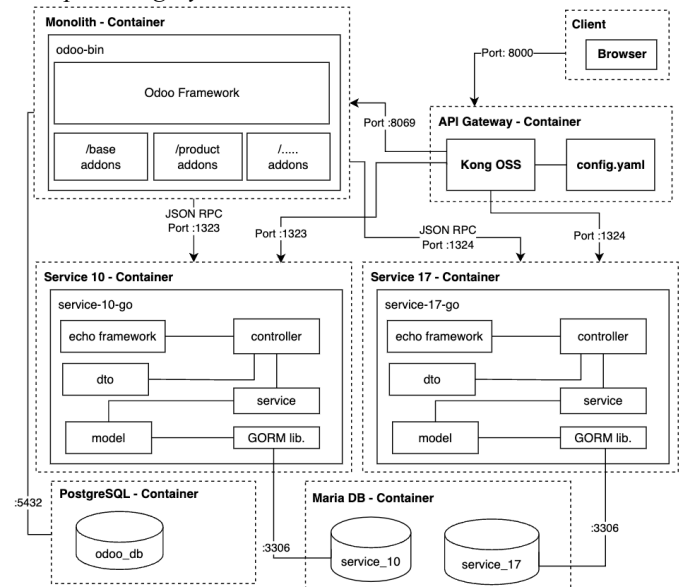 Monolith - Container
odoo-bin
Odoo Framework
/base
addons
/product
addons
/.....
addons
Client
Browser
Port: 8000
Port :8069
API Gateway - Container
Kong OSS
config.yaml
JSON RPC
Port :1323
Port :1323
JSON RPC
Port :1324
Port :1324
Service 10 - Container
service-10-go
echo framework
controller
dto
service
model
GORM lib.
Service 17 - Container
service-17-go
echo framework
controller
dto
service
model
GORM lib.
:5432
PostgreSQL - Container
odoo_db
:3306
Maria DB - Container
service_10
service_17
:3306